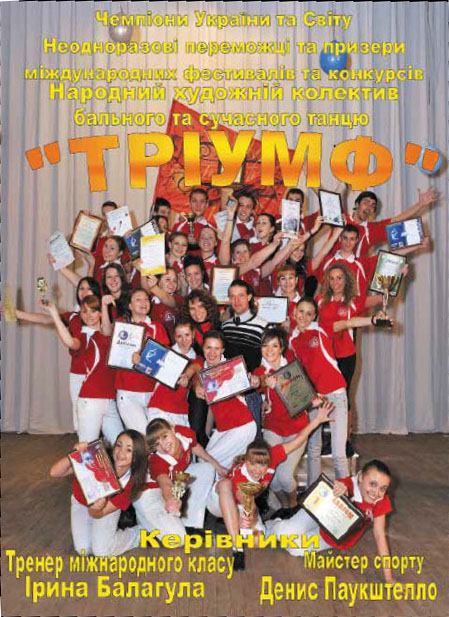 Чемпіони України та Світу
Неодноразові переможці та призери
міждународних фестивалів та конкурсів
Народний художній колектив
бального та сучасного танцю
"ТРІУМФ"
Керівники
Тренер міжнародного класу
Ірина Балагула
Майстер спорту
Денис Паукштелло